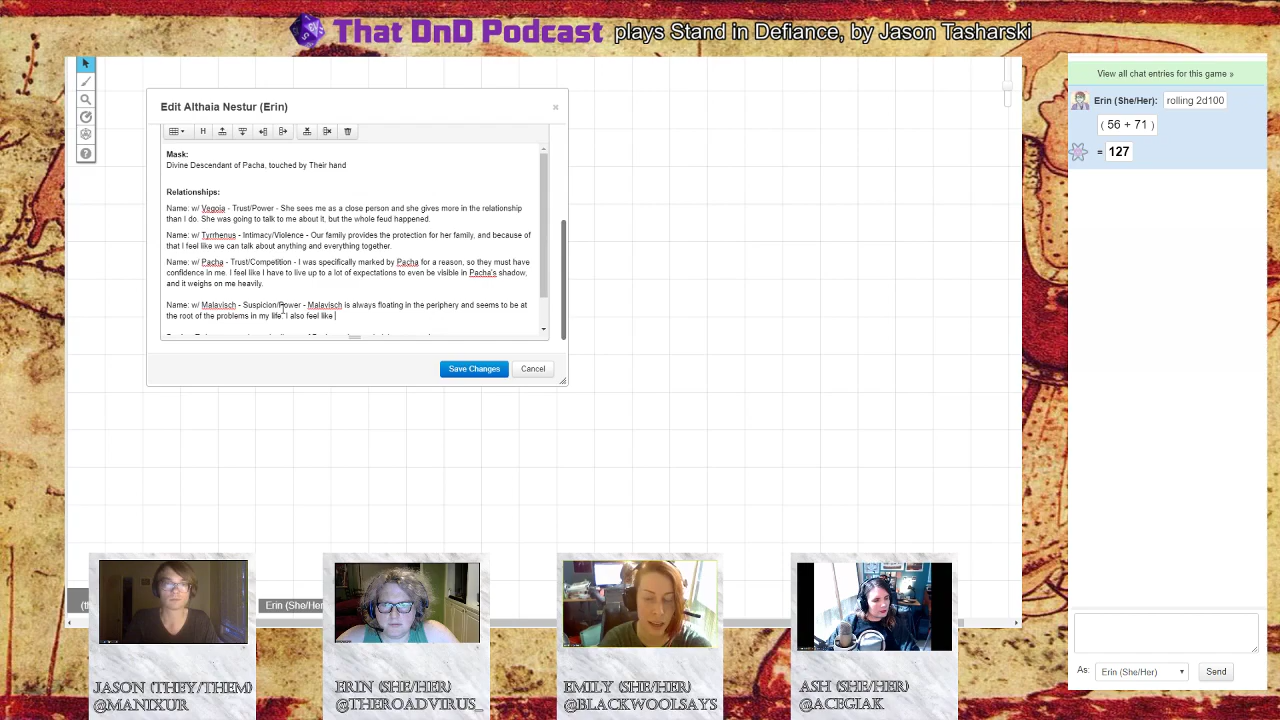 That DnD Podcast plays Stand in Defiance, by Jason Tasharski
View all chat entries for this game »
Erin (She/Her): rolling 2d100
( 56 + 71 )
= 127
Edit Althaia Nestur (Erin)
×
H
Mask:
Divine Descendant of Pacha, touched by Their hand
Relationships:
Name: w/ Vegoia - Trust/Power - She sees me as a close person and she gives more in the relationship
than I do. She was going to talk to me about it, but the whole feud happened.
Name: w/ Tyrrhenus - Intimacy/Violence - Our family provides the protection for her family, and because of
that I feel like we can talk about anything and everything together.
Name: w/ Pacha - Trust/Competition - I was specifically marked by Pacha for a reason, so they must have
confidence in me. I feel like I have to live up to a lot of expectations to even be visible in Pacha's shadow,
and it weighs on me heavily.
Name: w/ Malavisch - Suspicion/Power - Malavisch is always floating in the periphery and seems to be at
the root of the problems in my life. I also feel like
Save Changes
Cancel
Erin (She/Her
As:
Erin (She/Her)
Send
JASON (THEY/THEM)
@MANIKUR
ERIN (SHE/HER)
@THEROADVIRUS_
EMILY (SHE/HER)
@BLACKWOOLSAYS
ASH (SHE/HER)
@ACEGIAK